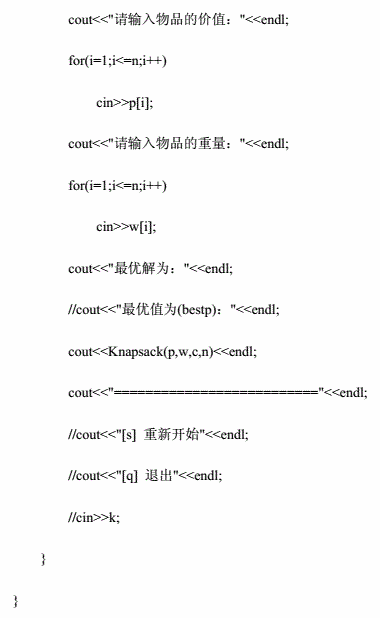 cout<<"请输入物品的价值："<<endl;
for(i=1;i<=n;i++)
cin>>p[i];
cout<<"请输入物品的重量："<<endl;
for(i=1;i<=n;i++)
cin>>w[i];
cout<<"最优解为："<<endl;
//cout<<"最优值为(bestp)："<<endl;
cout<<Knapsack(p,w,c,n)<<endl;
cout<<"=========================="<<endl;
//cout<<"[s] 重新开始"<<endl;
//cout<<"[q] 退出"<<endl;
//cin>>k;
}
}